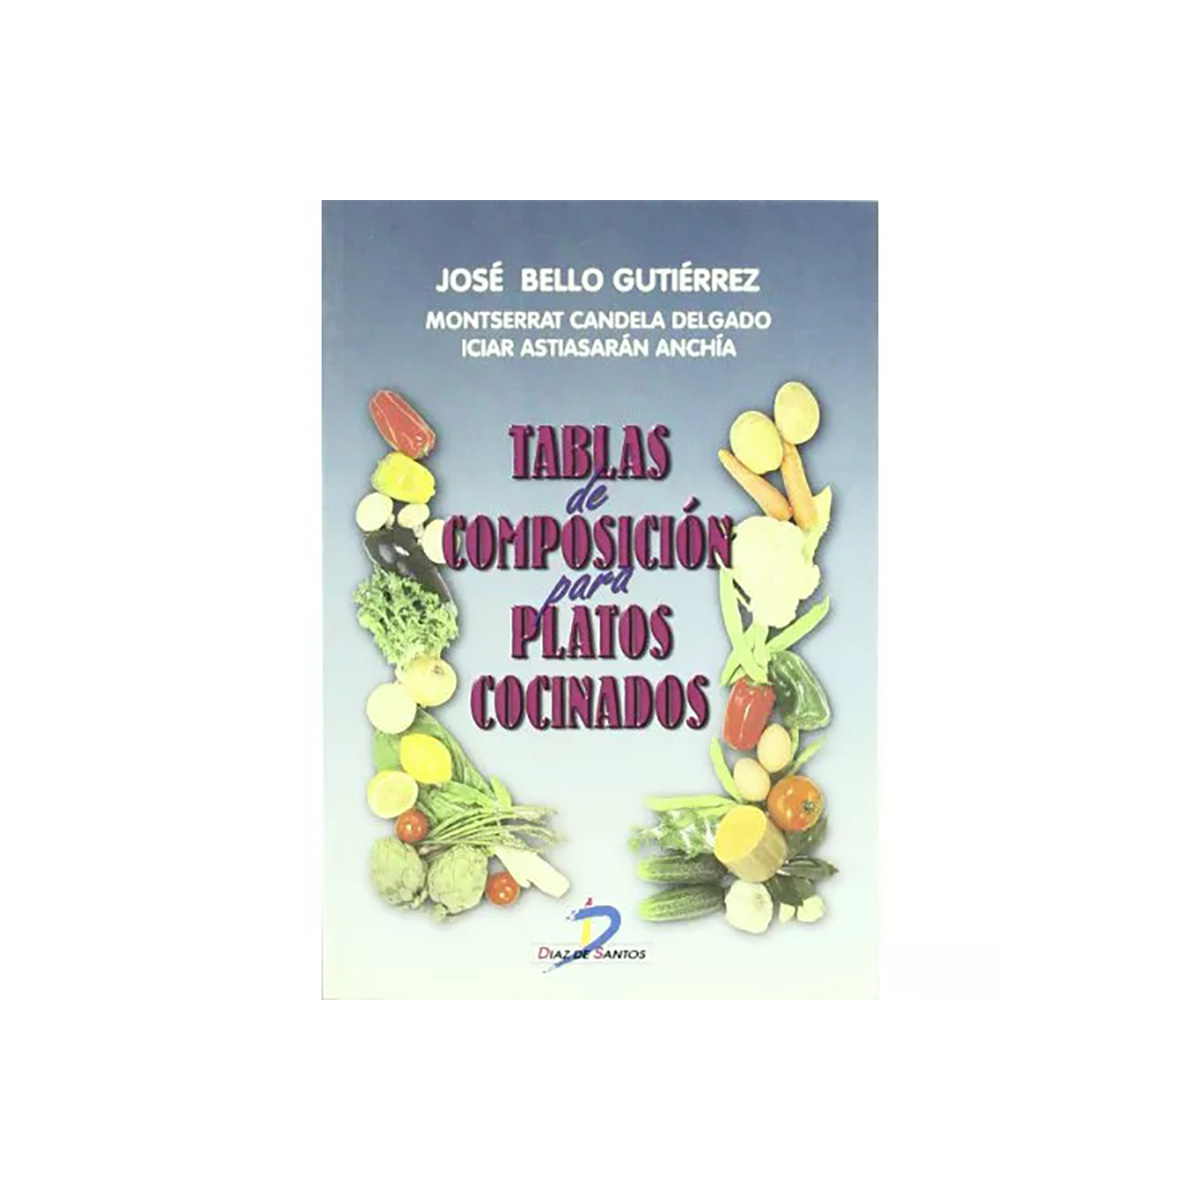 JOSÉ BELLO GUTIÉRREZ
MONTSERRAT CANDELA DELGADO
ICIAR ASTIASARÁN ANCHÍA
TABLAS
de
COMPOSICIÓN
para
PLATOS
COCINADOS
DIAZ DE SANTOS